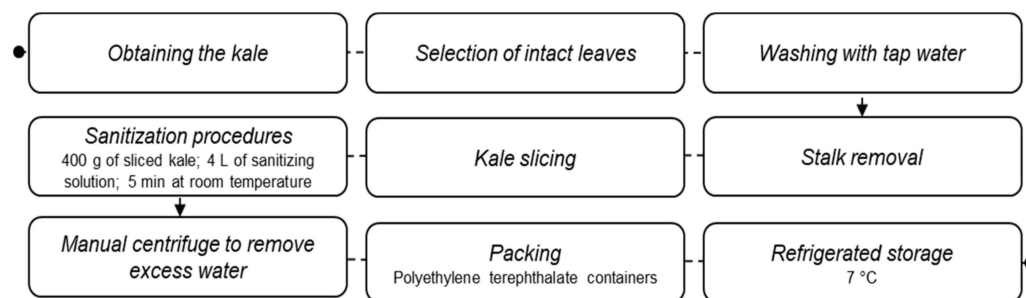 Obtaining the kale
Selection of intact leaves
Washing with tap water
Sanitization procedures
400 g of sliced kale; 4 L of sanitizing
solution; 5 min at room temperature
Kale slicing
Stalk removal
Manual centrifuge to remove
excess water
Packing
Polyethylene terephthalate containers
Refrigerated storage
7 °C